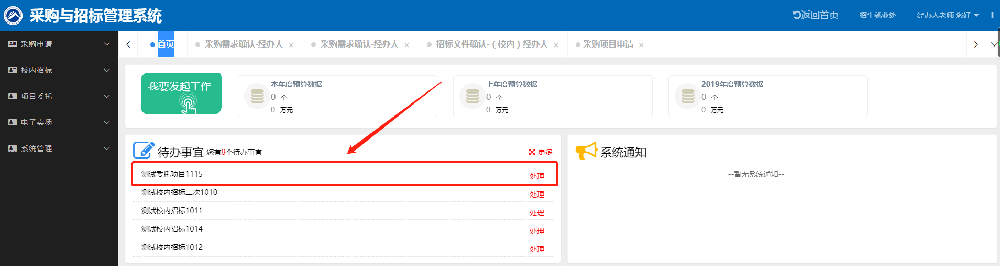 采购与招标管理系统
返回首页
招生就业处
经办人老师 您好
采购申请
校内招标
项目委托
电子卖场
系统管理
首页
采购需求确认-经办人
采购需求确认-经办人
招标文件确认-（校内）经办人
采购项目申请
我要发起工作
本年度预算数据
0 个
0 万元
上年度预算数据
0 个
0 万元
2019年度预算数据
0 个
0 万元
待办事宜 您有8个待办事宜
更多
测试委托项目1115 处理
测试校内招标二次1010 处理
测试校内招标1011 处理
测试校内招标1014 处理
测试校内招标1012 处理
系统通知
--暂无系统通知--